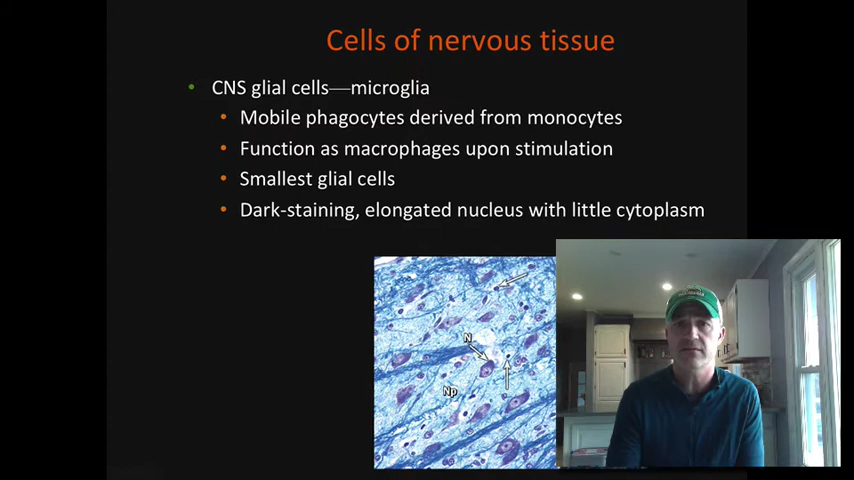 Cells of nervous tissue
• CNS glial cells—microglia
• Mobile phagocytes derived from monocytes
• Function as macrophages upon stimulation
• Smallest glial cells
• Dark-staining, elongated nucleus with little cytoplasm
N
Np